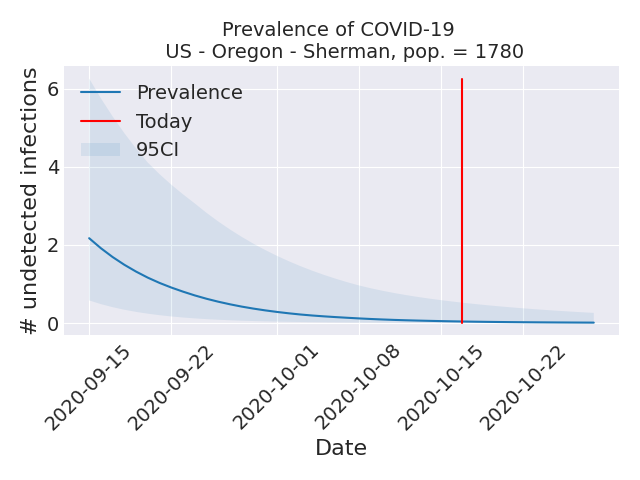 Prevalence of COVID-19
US - Oregon - Sherman, pop. = 1780
# undetected infections
6
4
2
0
Prevalence
Today
95CI
2020-09-15
2020-09-22
2020-10-01
2020-10-08
2020-10-15
2020-10-22
Date